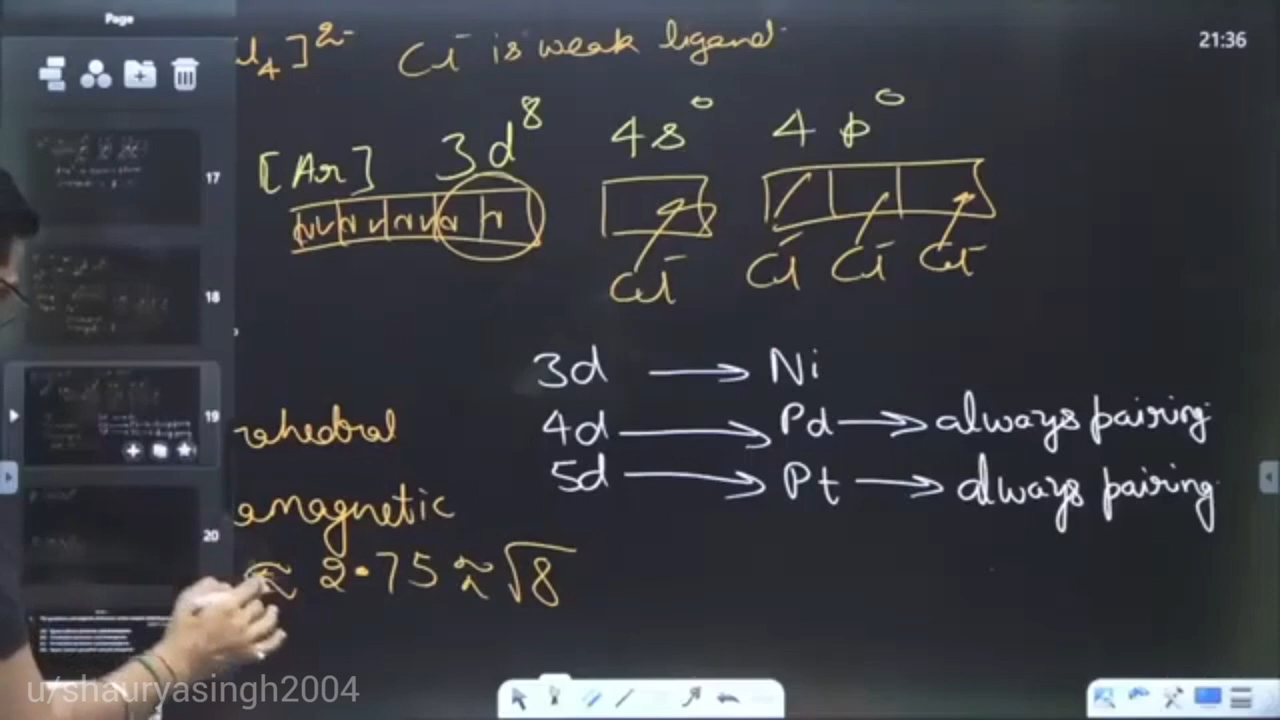 Page
21:36
l4]2- Cl- is weak ligand.
17
[Ar] 3d8 4s0 4p0
Cl- Cl- Cl- Cl-
18
3d → Ni
19
4d → Pd → always pairing
ahedral
5d → Pt → always pairing
amagnetic
20
≈ 2.75 ≈ √8
u/shauryasingh2004